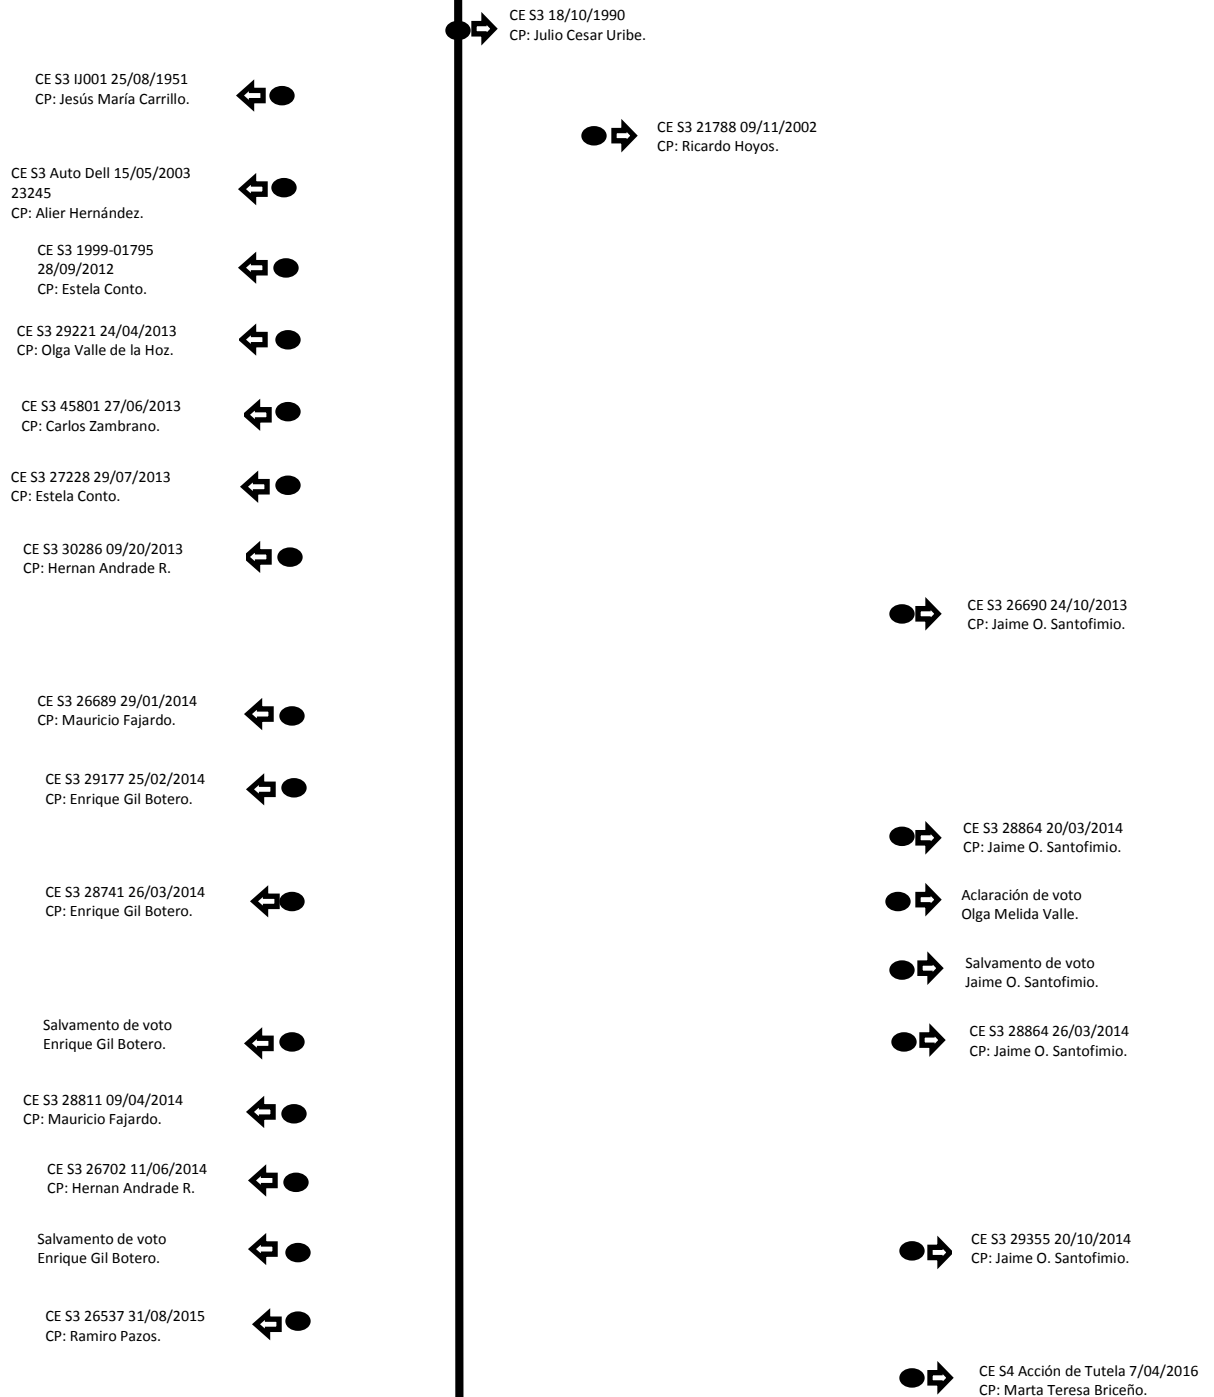 CE S3 18/10/1990
CP: Julio Cesar Uribe.
CE S3 IJ001 25/08/1951
CP: Jesús María Carrillo.
CE S3 21788 09/11/2002
CP: Ricardo Hoyos.
CE S3 Auto Dell 15/05/2003
23245
CP: Alier Hernández.
CE S3 1999-01795
28/09/2012
CP: Estela Conto.
CE S3 29221 24/04/2013
CP: Olga Valle de la Hoz.
CE S3 45801 27/06/2013
CP: Carlos Zambrano.
CE S3 27228 29/07/2013
CP: Estela Conto.
CE S3 30286 09/20/2013
CP: Hernan Andrade R.
CE S3 26690 24/10/2013
CP: Jaime O. Santofimio.
CE S3 26689 29/01/2014
CP: Mauricio Fajardo.
CE S3 29177 25/02/2014
CP: Enrique Gil Botero.
CE S3 28864 20/03/2014
CP: Jaime O. Santofimio.
CE S3 28741 26/03/2014
CP: Enrique Gil Botero.
Aclaración de voto
Olga Melida Valle.
Salvamento de voto
Jaime O. Santofimio.
Salvamento de voto
Enrique Gil Botero.
CE S3 28864 26/03/2014
CP: Jaime O. Santofimio.
CE S3 28811 09/04/2014
CP: Mauricio Fajardo.
CE S3 26702 11/06/2014
CP: Hernan Andrade R.
Salvamento de voto
Enrique Gil Botero.
CE S3 29355 20/10/2014
CP: Jaime O. Santofimio.
CE S3 26537 31/08/2015
CP: Ramiro Pazos.
CE S4 Acción de Tutela 7/04/2016
CP: Marta Teresa Briceño.